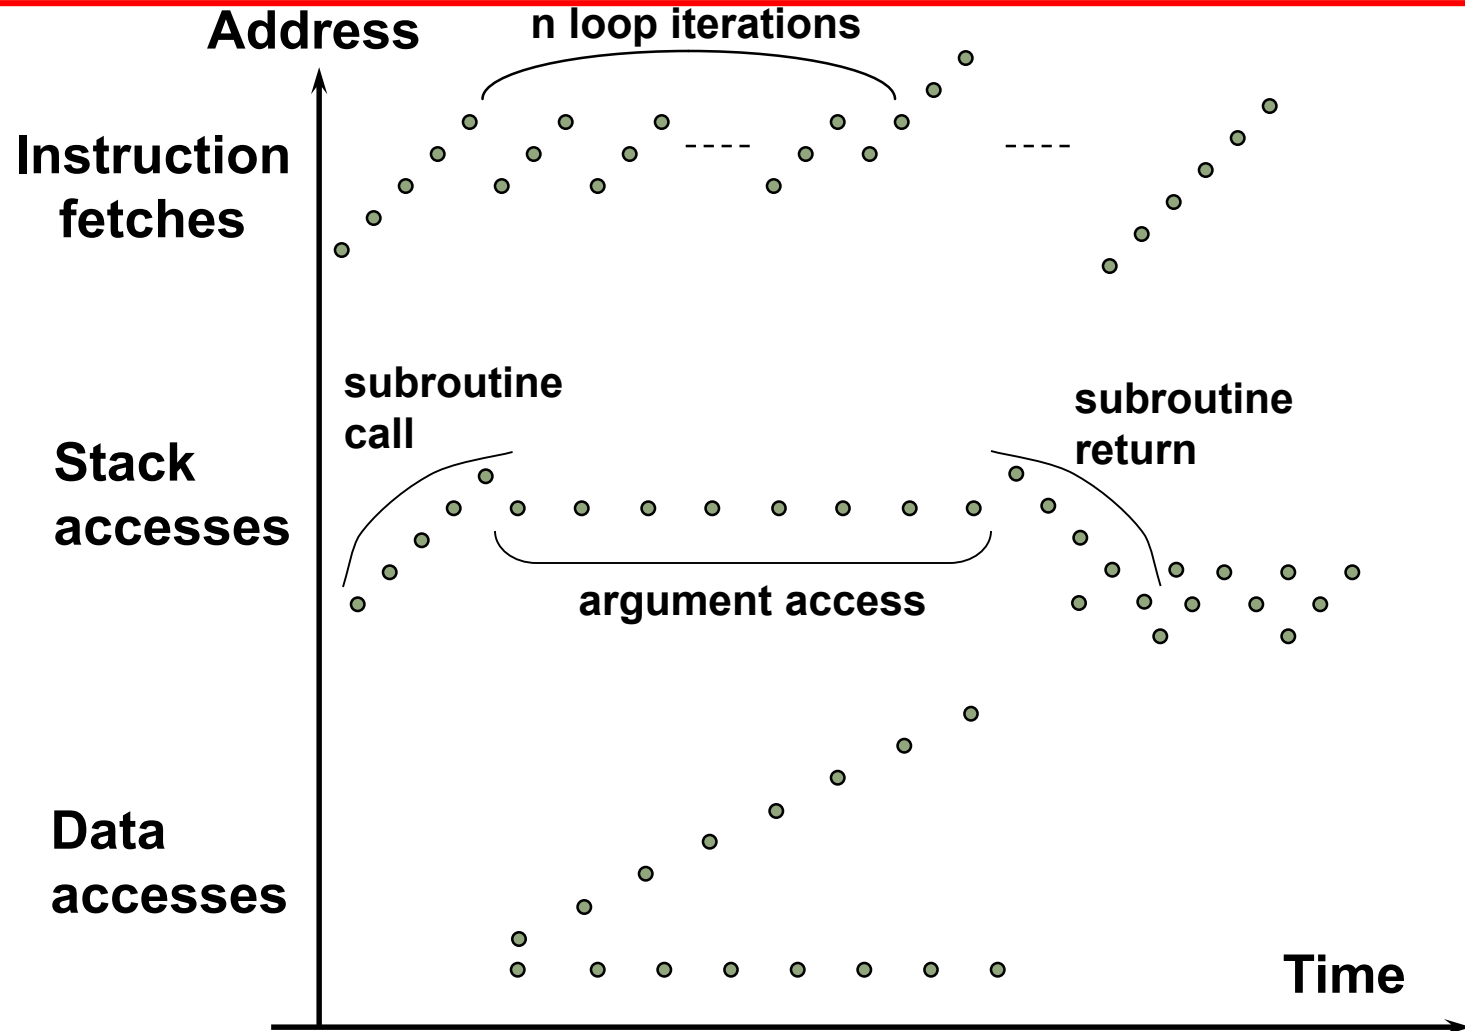 Address
n loop iterations
Instruction
fetches
subroutine
call
subroutine
return
Stack
accesses
argument access
Data
accesses
Time